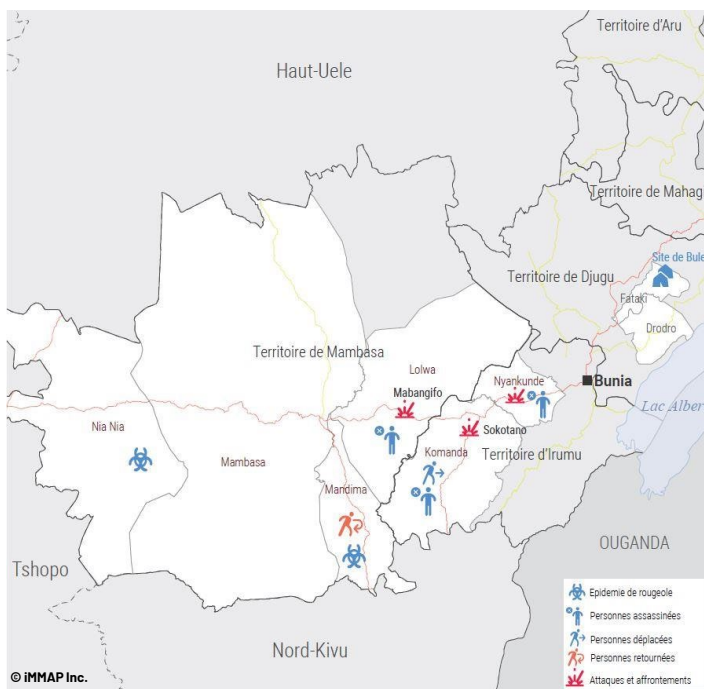 Territoire d'Aru
Haut-Uele
Territoire de Mahag
Site de Bule
Territoire de Djugu
Fataki
Drodro
Territoire de Mambasa
Lolwa
Nyankunde
Bunia
Mabangifo
Lac Alber
Nia Nia
Sokotano
Komanda
Territoire d'Irumu
Mambasa
Mandima
OUGANDA
Tshopo
Epidemie de rougeole
Personnes assassinées
Personnes déplacées
Nord-Kivu
Personnes retournées
© iMMAP Inc.
Attaques et affrontements